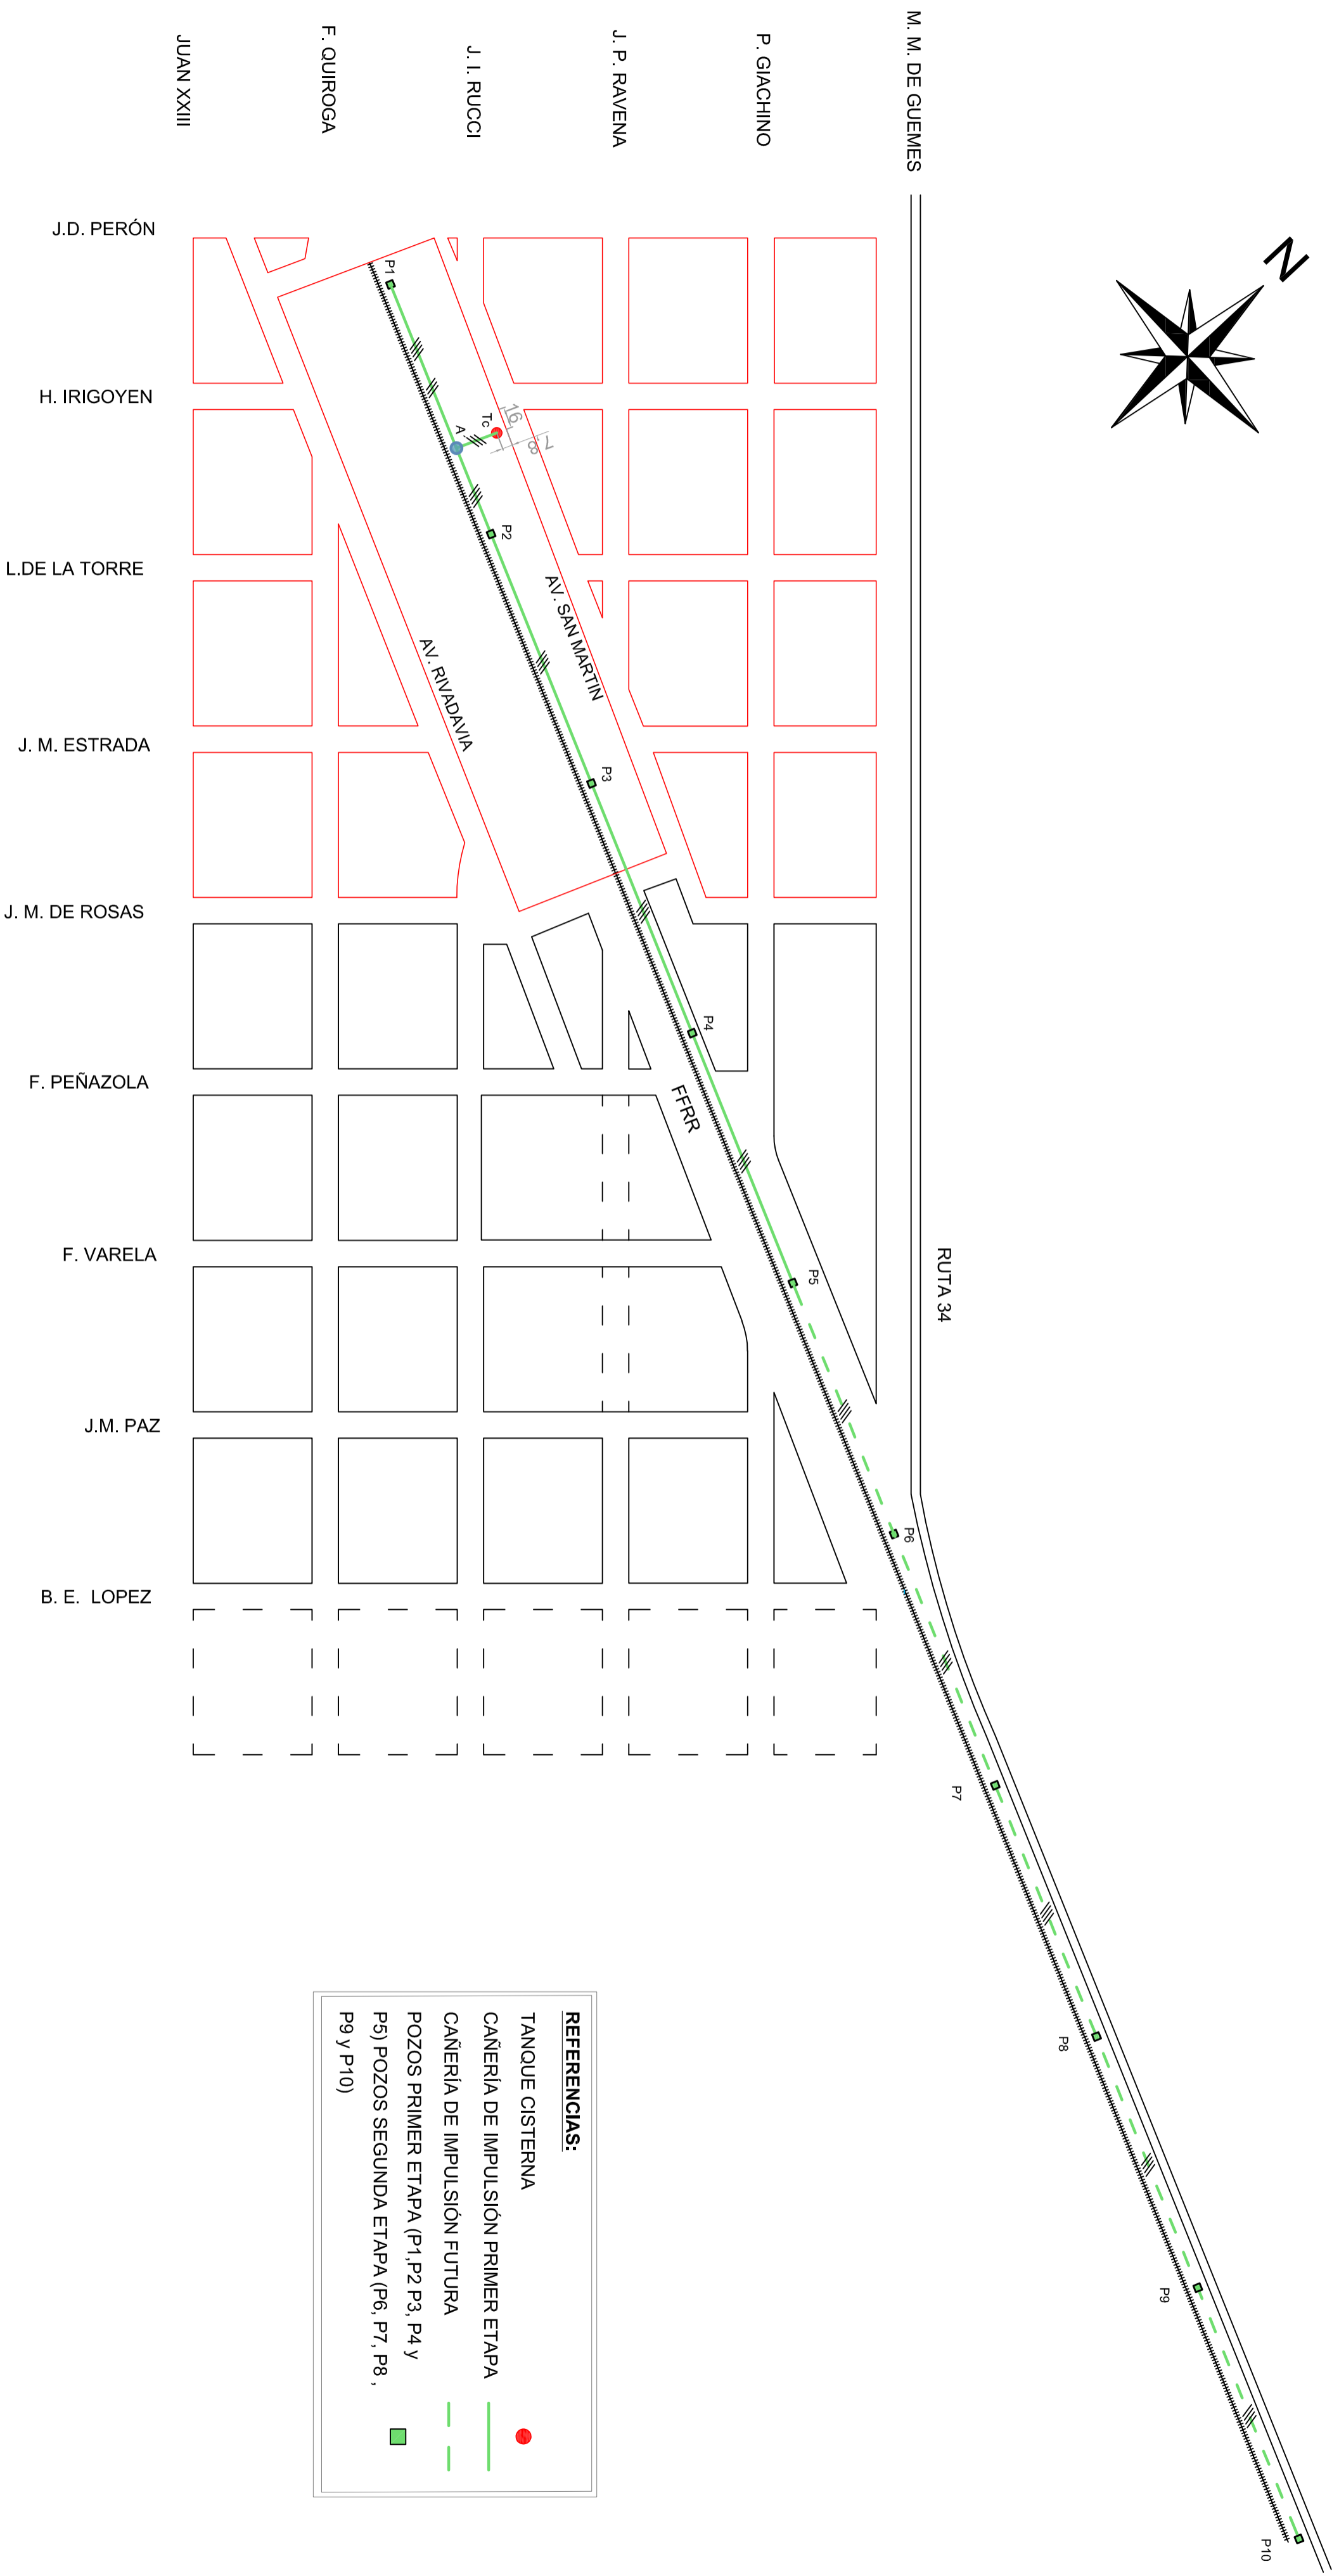 M. M. DE GUEMES
P. GIACHINO
J. P. RAVENA
J. I. RUCCI
F. QUIROGA
JUAN XXIII
N
J.D. PERÓN
H. IRIGOYEN
L.DE LA TORRE
J. M. ESTRADA
J. M. DE ROSAS
F. PEÑAZOLA
F. VARELA
J.M. PAZ
B. E. LOPEZ
P1
Tc
A
16
7.8
P2
AV. SAN MARTIN
AV. RIVADAVIA
P3
P4
FFRR
P5
RUTA 34
P6
P7
P8
P9
P10
REFERENCIAS:
TANQUE CISTERNA
CAÑERÍA DE IMPULSIÓN PRIMER ETAPA
CAÑERÍA DE IMPULSIÓN FUTURA
POZOS PRIMER ETAPA (P1,P2 P3, P4 y
P5) POZOS SEGUNDA ETAPA (P6, P7, P8 ,
P9 y P10)